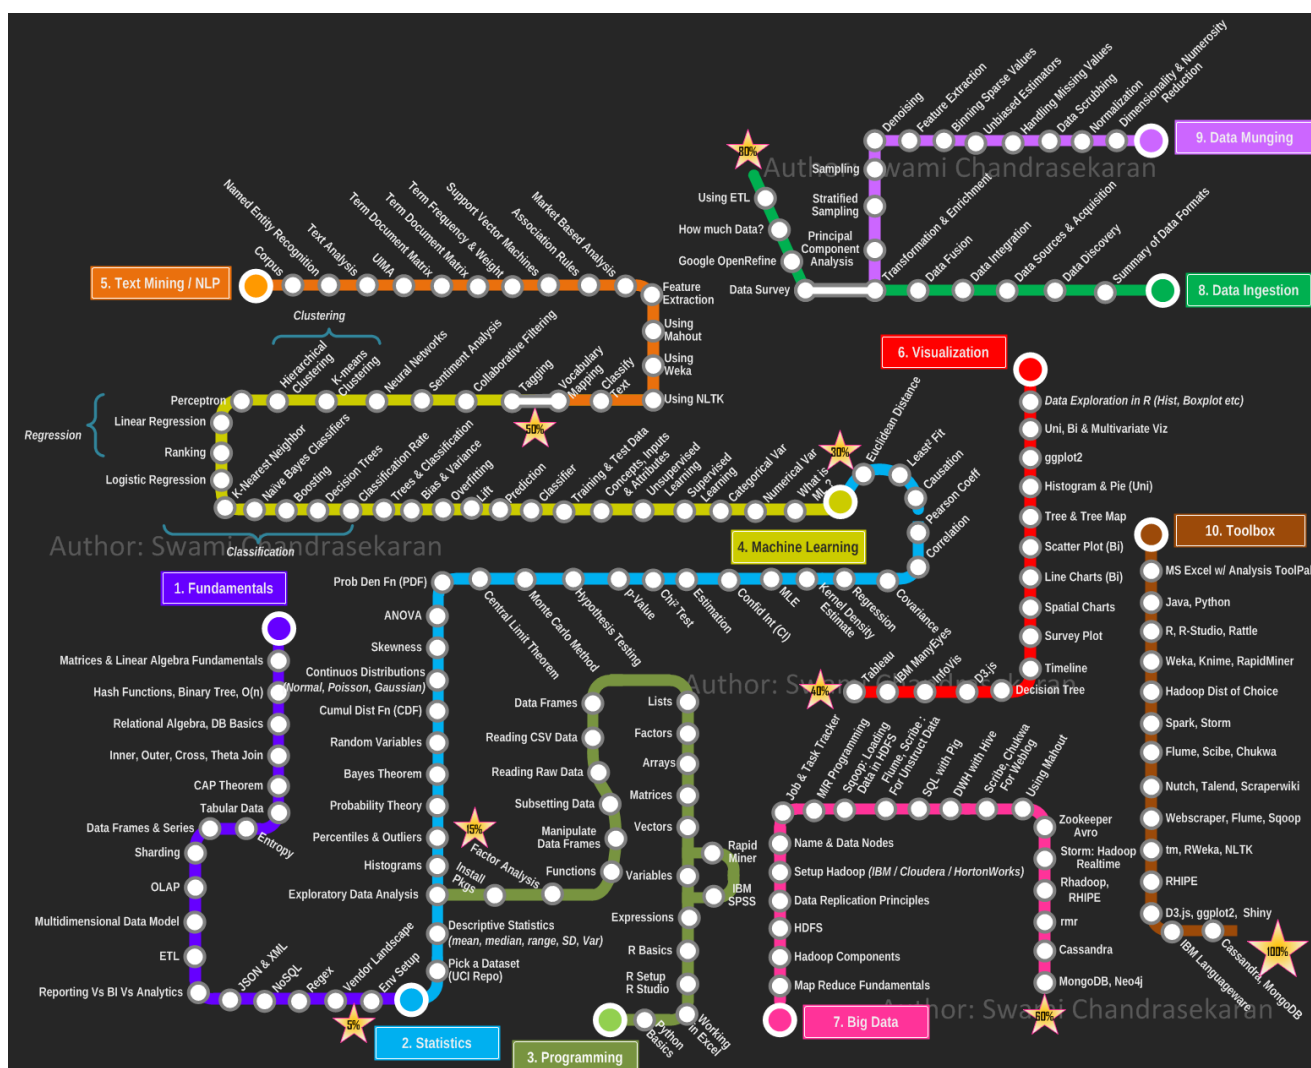 1. Fundamentals
Matrices & Linear Algebra Fundamentals
Hash Functions, Binary Tree, O(n)
Relational Algebra, DB Basics
Inner, Outer, Cross, Theta Join
CAP Theorem
Tabular Data
Entropy
Data Frames & Series
Sharding
OLAP
Multidimensional Data Model
ETL
Reporting Vs BI Vs Analytics
JSON & XML
NoSQL
Regex
Vendor Landscape
Env Setup
5%
2. Statistics
Pick a Dataset
(UCI Repo)
Descriptive Statistics
(mean, median, range, SD, Var)
Exploratory Data Analysis
Histograms
Percentiles & Outliers
Probability Theory
Bayes Theorem
Random Variables
Cumul Dist Fn (CDF)
Continus Distributions
(Normal, Poisson, Gaussian)
Skewness
ANOVA
Prob Den Fn (PDF)
Central Limit Theorem
Monte Carlo Method
Hypothesis Testing
p-Value
Chi² Test
Estimation
Confid Int (CI)
MLE
Kernel Density
Estimate
Regression
Covariance
Correlation
Pearson Coeff
Causation
Least² Fit
Euclidean Distance
30%
3. Programming
Python
Basics
Working
In Excel
R Setup
R Studio
R Basics
Expressions
Variables
IBM
SPSS
Rapid
Miner
Vectors
Matrices
Arrays
Factors
Lists
Data Frames
Reading CSV Data
Reading Raw Data
Subsetting Data
Manipulate
Data Frames
Functions
Factor Analysis
Install
Pkgs
15%
4. Machine Learning
What is
ML?
Numerical Var
Categorical Var
Supervised
Learning
Unsupervised
Learning
Concepts, Inputs
& Attributes
Training & Test Data
Classifier
Prediction
Lift
Overfitting
Bias & Variance
Trees & Classification
Classification Rate
Decision Trees
Boosting
Naïve Bayes Classifiers
K-Nearest Neighbor
Classification
Logistic Regression
Ranking
Linear Regression
Regression
Perceptron
Hierarchical
Clustering
K-means
Clustering
Clustering
Neural Networks
Sentiment Analysis
Collaborative Filtering
Tagging
50%
5. Text Mining / NLP
Corpus
Named Entity Recognition
Text Analysis
UIMA
Term Document Matrix
Term Document Matrix
Term Frequency & Weight
Support Vector Machines
Association Rules
Market Based Analysis
Feature
Extraction
Using
Mahout
Using
Weka
Using NLTK
Classify
Text
Vocabulary
Mapping
6. Visualization
Data Exploration in R (Hist, Boxplot etc)
Uni, Bi & Multivariate Viz
ggplot2
Histogram & Pie (Uni)
Tree & Tree Map
Scatter Plot (Bi)
Line Charts (Bi)
Spatial Charts
Survey Plot
Timeline
Decision Tree
D3.js
InfoVis
IBM ManyEyes
Tableau
40%
7. Big Data
Map Reduce Fundamentals
Hadoop Components
HDFS
Data Replication Principles
Setup Hadoop (IBM / Cloudera / HortonWorks)
Name & Data Nodes
Job & Task Tracker
M/R Programming
Sqoop: Loading
Data in HDFS
Flume, Scribe :
For Unstruct Data
SQL with Pig
DWH with Hive
Scribe, Chukwa
For Weblog
Using Mahout
Zookeeper
Avro
Storm: Hadoop
Realtime
Rhadoop,
RHIPE
rmr
Cassandra
MongoDB, Neo4j
60%
8. Data Ingestion
Summary of Data Formats
Data Discovery
Data Sources & Acquisition
Data Integration
Data Fusion
Transformation & Enrichment
Data Survey
Google OpenRefine
How much Data?
Using ETL
80%
9. Data Munging
Dimensionality & Numerosity
Reduction
Normalization
Data Scrubbing
Handling Missing Values
Unbiased Estimators
Binning Sparse Values
Feature Extraction
Denoising
Sampling
Stratified
Sampling
Principal
Component
Analysis
10. Toolbox
MS Excel w/ Analysis ToolPa
Java, Python
R, R-Studio, Rattle
Weka, Knime, RapidMiner
Hadoop Dist of Choice
Spark, Storm
Flume, Scibe, Chukwa
Nutch, Talend, Scraperwiki
Webscraper, Flume, Sqoop
tm, RWeka, NLTK
RHIPE
D3.js, ggplot2, Shiny
IBM Languageware
Cassandra, MongoDB
100%
Author: Swami Chandrasekaran
Author: Swami Chandrasekaran
Author: Swami Chandrasekaran
Author: Swami Chandrasekaran